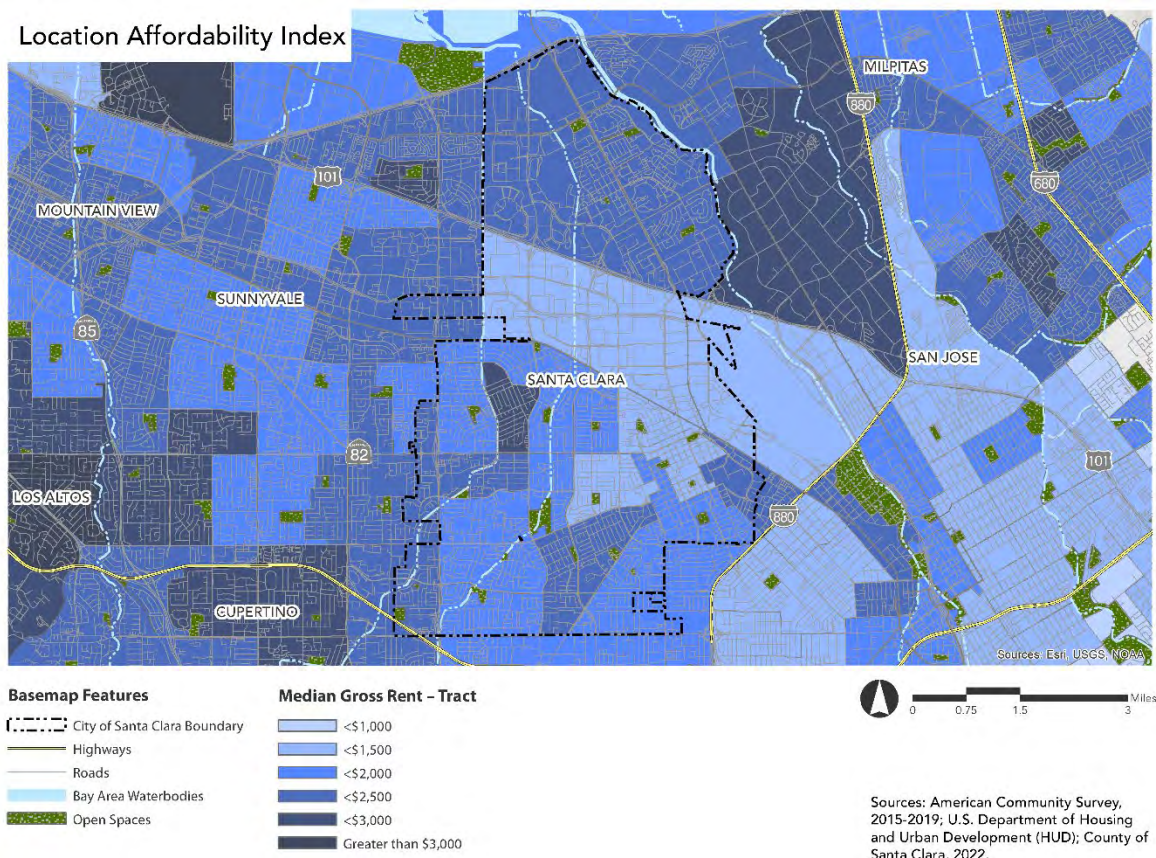 Location Affordability Index
MILPITAS
880
101
680
MOUNTAIN VIEW
SUNNYVALE
85
SAN JOSE
SANTA CLARA
82
101
LOS ALTOS
880
CUPERTINO
Sources: Esri, USGS, NOAA
Basemap Features
City of Santa Clara Boundary
Highways
Roads
Bay Area Waterbodies
Open Spaces
Median Gross Rent – Tract
<$1,000
<$1,500
<$2,000
<$2,500
<$3,000
Greater than $3,000
Miles
0 0.75 1.5 3
Sources: American Community Survey,
2015-2019; U.S. Department of Housing
and Urban Development (HUD); County of
Santa Clara, 2022